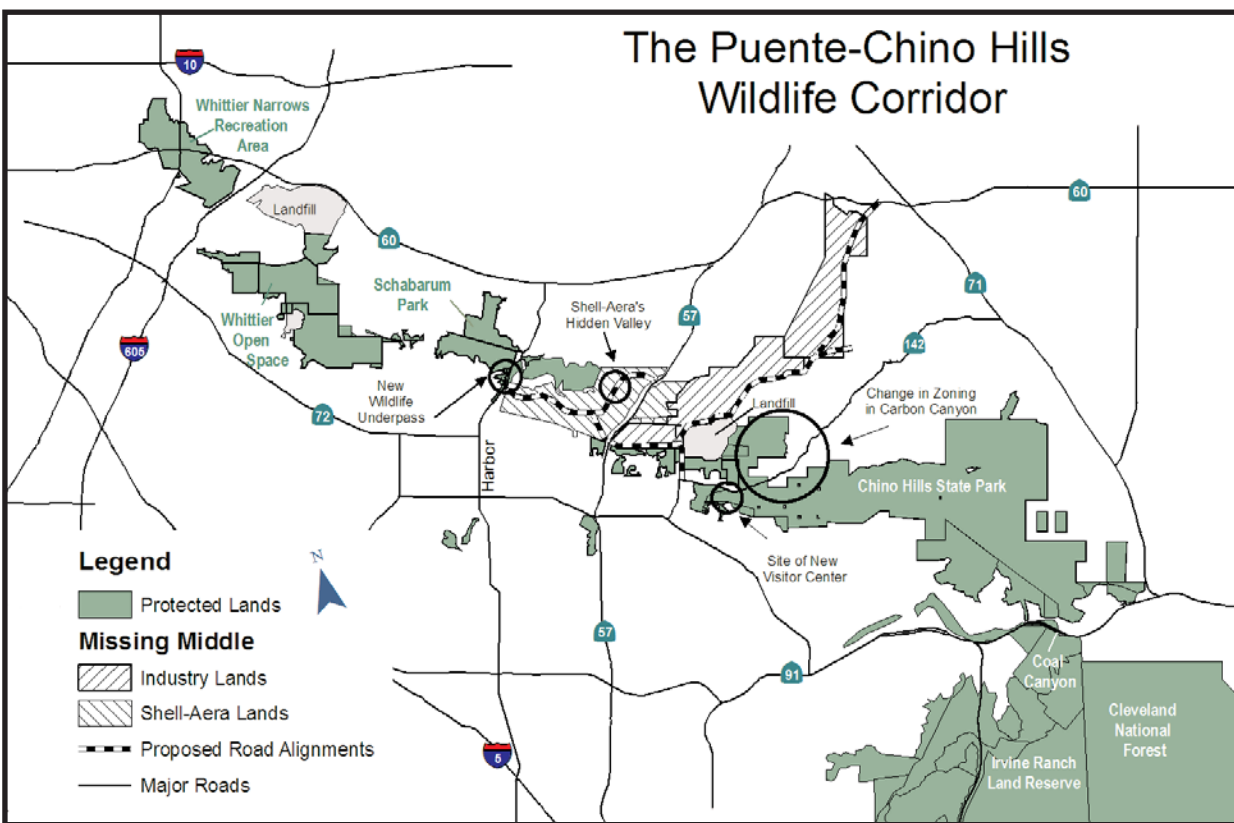 The Puente-Chino Hills
Wildlife Corridor
10
Whittier Narrows
Recreation
Area
Landfill
60
60
Schabarum
Park
Shell-Aera's
Hidden Valley
57
71
142
Whittier
Open
Space
605
New
Wildlife
Underpass
72
Harbor
Landfill
Change in Zoning
in Carbon Canyon
Chino Hills State Park
Site of New
Visitor Center
Legend
N
Protected Lands
Missing Middle
Industry Lands
Shell-Aera Lands
Proposed Road Alignments
Major Roads
57
5
91
Coal
Canyon
Cleveland
National
Forest
Irvine Ranch
Land Reserve